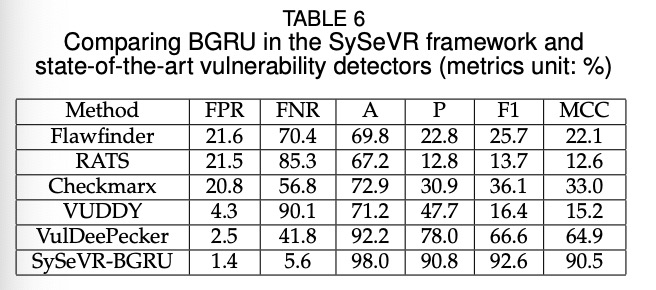 TABLE 6
Comparing BGRU in the SySeVR framework and
state-of-the-art vulnerability detectors (metrics unit: %)
Method FPR FNR A P F1 MCC
Flawfinder 21.6 70.4 69.8 22.8 25.7 22.1
RATS 21.5 85.3 67.2 12.8 13.7 12.6
Checkmarx 20.8 56.8 72.9 30.9 36.1 33.0
VUDDY 4.3 90.1 71.2 47.7 16.4 15.2
VulDeePecker 2.5 41.8 92.2 78.0 66.6 64.9
SySeVR-BGRU 1.4 5.6 98.0 90.8 92.6 90.5